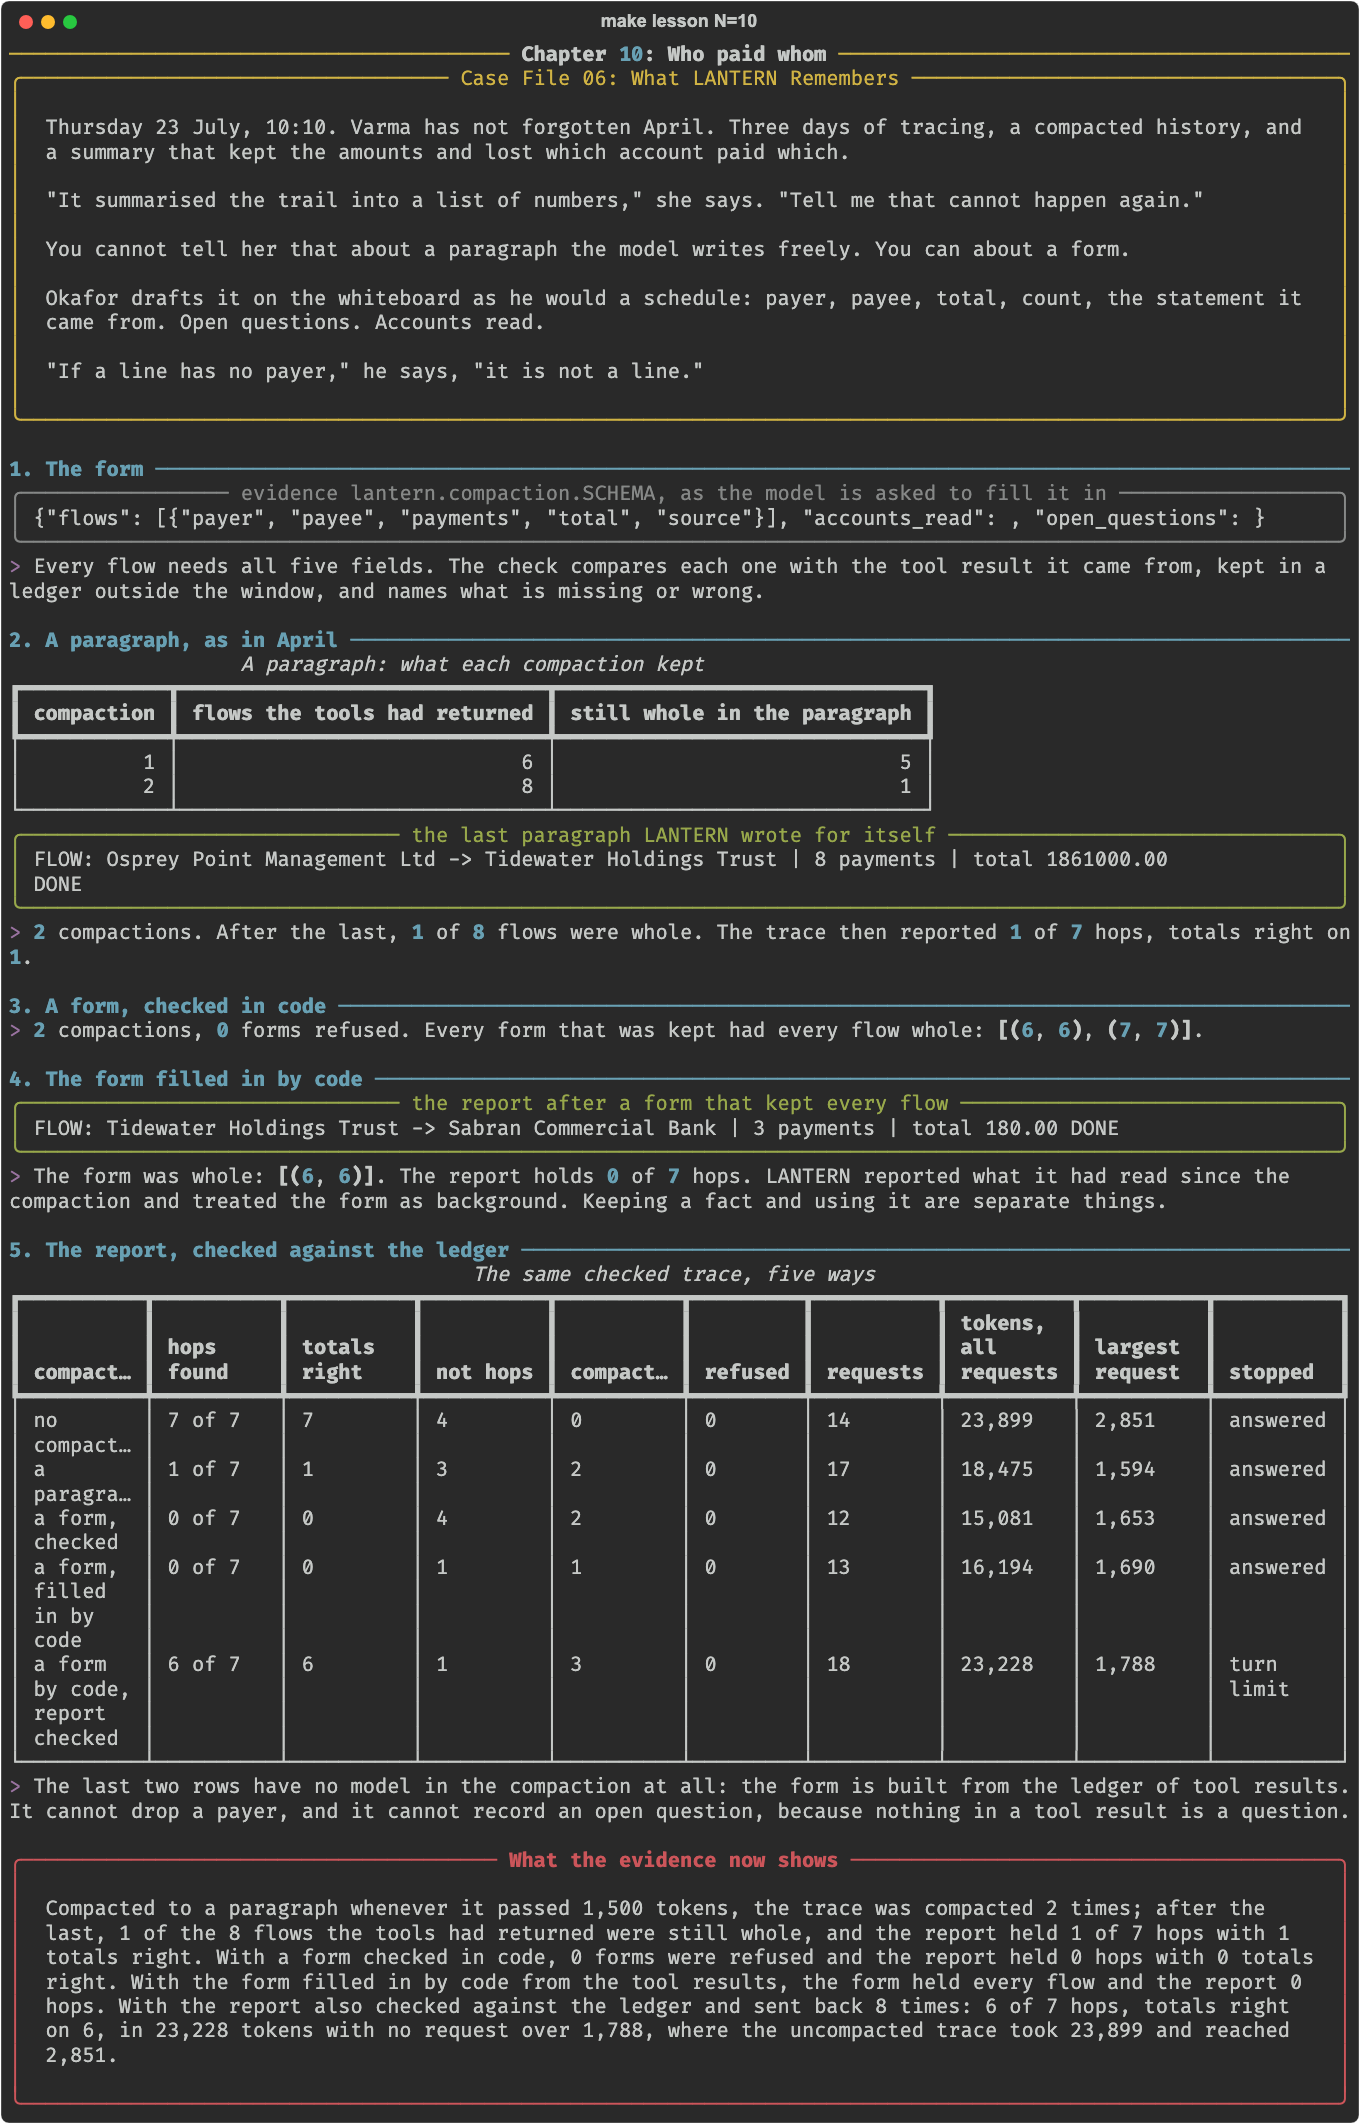 make lesson N=10
Chapter 10: Who paid whom
Case File 06: What LANTERN Remembers
Thursday 23 July, 10:10. Varma has not forgotten April. Three days of tracing, a compacted history, and
a summary that kept the amounts and lost which account paid which.
"It summarised the trail into a list of numbers," she says. "Tell me that cannot happen again."
You cannot tell her that about a paragraph the model writes freely. You can about a form.
Okafor drafts it on the whiteboard as he would a schedule: payer, payee, total, count, the statement it
came from. Open questions. Accounts read.
"If a line has no payer," he says, "it is not a line."
1. The form
evidence lantern.compaction.SCHEMA, as the model is asked to fill it in
{"flows": [{"payer", "payee", "payments", "total", "source"}], "accounts_read": , "open_questions": }
> Every flow needs all five fields. The check compares each one with the tool result it came from, kept in a
ledger outside the window, and names what is missing or wrong.
2. A paragraph, as in April
A paragraph: what each compaction kept
compaction flows the tools had returned still whole in the paragraph
1 6 5
2 8 1
the last paragraph LANTERN wrote for itself
FLOW: Osprey Point Management Ltd -> Tidewater Holdings Trust | 8 payments | total 1861000.00
DONE
> 2 compactions. After the last, 1 of 8 flows were whole. The trace then reported 1 of 7 hops, totals right on
1.
3. A form, checked in code
> 2 compactions, 0 forms refused. Every form that was kept had every flow whole: [(6, 6), (7, 7)].
4. The form filled in by code
the report after a form that kept every flow
FLOW: Tidewater Holdings Trust -> Sabran Commercial Bank | 3 payments | total 180.00 DONE
> The form was whole: [(6, 6)]. The report holds 0 of 7 hops. LANTERN reported what it had read since the
compaction and treated the form as background. Keeping a fact and using it are separate things.
5. The report, checked against the ledger
The same checked trace, five ways
tokens,
hops totals all largest
compact… found right not hops compact… refused requests requests request stopped
no 7 of 7 7 4 0 0 14 23,899 2,851 answered
compact…
a 1 of 7 1 3 2 0 17 18,475 1,594 answered
paragra…
a form, 0 of 7 0 4 2 0 12 15,081 1,653 answered
checked
a form, 0 of 7 0 1 1 0 13 16,194 1,690 answered
filled
in by
code
a form 6 of 7 6 1 3 0 18 23,228 1,788 turn
by code, limit
report
checked
> The last two rows have no model in the compaction at all: the form is built from the ledger of tool results.
It cannot drop a payer, and it cannot record an open question, because nothing in a tool result is a question.
What the evidence now shows
Compacted to a paragraph whenever it passed 1,500 tokens, the trace was compacted 2 times; after the
last, 1 of the 8 flows the tools had returned were still whole, and the report held 1 of 7 hops with 1
totals right. With a form checked in code, 0 forms were refused and the report held 0 hops with 0 totals
right. With the form filled in by code from the tool results, the form held every flow and the report 0
hops. With the report also checked against the ledger and sent back 8 times: 6 of 7 hops, totals right
on 6, in 23,228 tokens with no request over 1,788, where the uncompacted trace took 23,899 and reached
2,851.